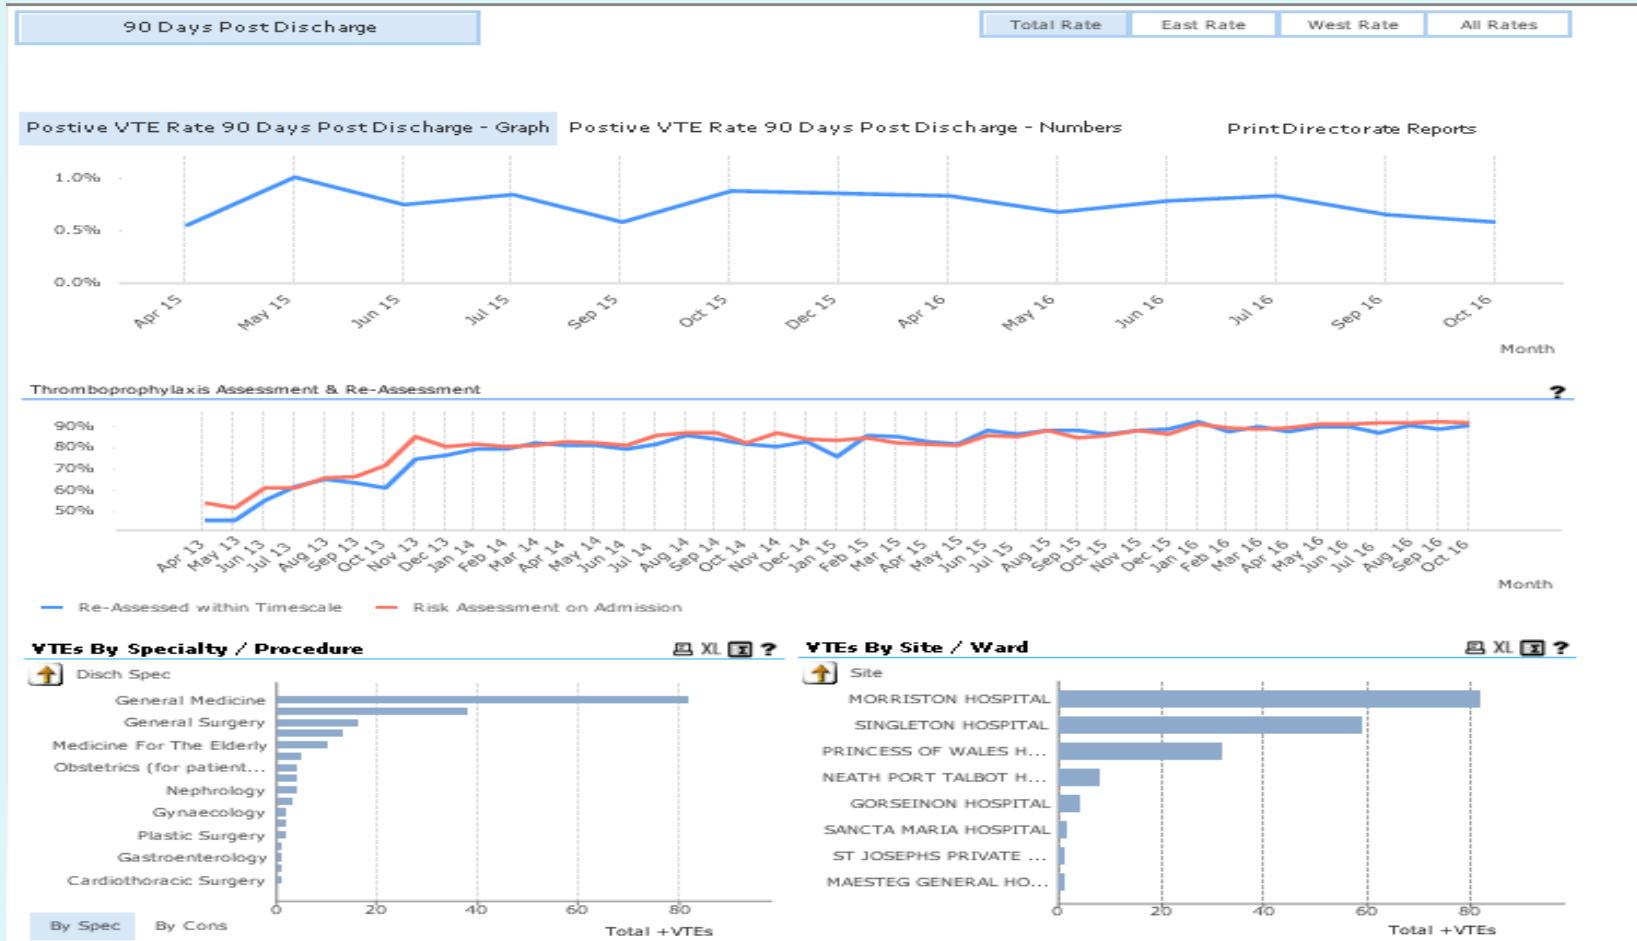 90 Days Post Discharge
Total Rate East Rate West Rate All Rates
Postive VTE Rate 90 Days Post Discharge - Graph Postive VTE Rate 90 Days Post Discharge - Numbers Print Directorate Reports
1.0%
0.5%
0.0%
Apr 15 May 15 Jun 15 Jul 15 Sep 15 Oct 15 Dec 15 Apr 16 May 16 Jun 16 Jul 16 Sep 16 Oct 16
Month
Thromboprophylaxis Assessment & Re-Assessment ?
90%
80%
70%
60%
50%
Apr 13 May 13 Jun 13 Jul 13 Aug 13 Sep 13 Oct 13 Nov 13 Dec 13 Jan 14 Feb 14 Mar 14 Apr 14 May 14 Jun 14 Jul 14 Aug 14 Sep 14 Oct 14 Nov 14 Dec 14 Jan 15 Feb 15 Mar 15 Apr 15 May 15 Jun 15 Jul 15 Aug 15 Sep 15 Oct 15 Nov 15 Dec 15 Jan 16 Feb 16 Mar 16 Apr 16 May 16 Jun 16 Jul 16 Aug 16 Sep 16 Oct 16
Month
Re-Assessed within Timescale Risk Assessment on Admission
VTEs By Specialty / Procedure XL ?
Disch Spec
General Medicine
General Surgery
Medicine For The Elderly
Obstetrics (for patient...
Nephrology
Gynaecology
Plastic Surgery
Gastroenterology
Cardiothoracic Surgery
0 20 40 60 80
By Spec By Cons Total +VTEs
VTEs By Site / Ward XL ?
Site
MORRISTON HOSPITAL
SINGLETON HOSPITAL
PRINCESS OF WALES H...
NEATH PORT TALBOT H...
GORSEINON HOSPITAL
SANCTA MARIA HOSPITAL
ST JOSEPHS PRIVATE ...
MAESTEG GENERAL HO...
0 20 40 60 80
Total +VTEs